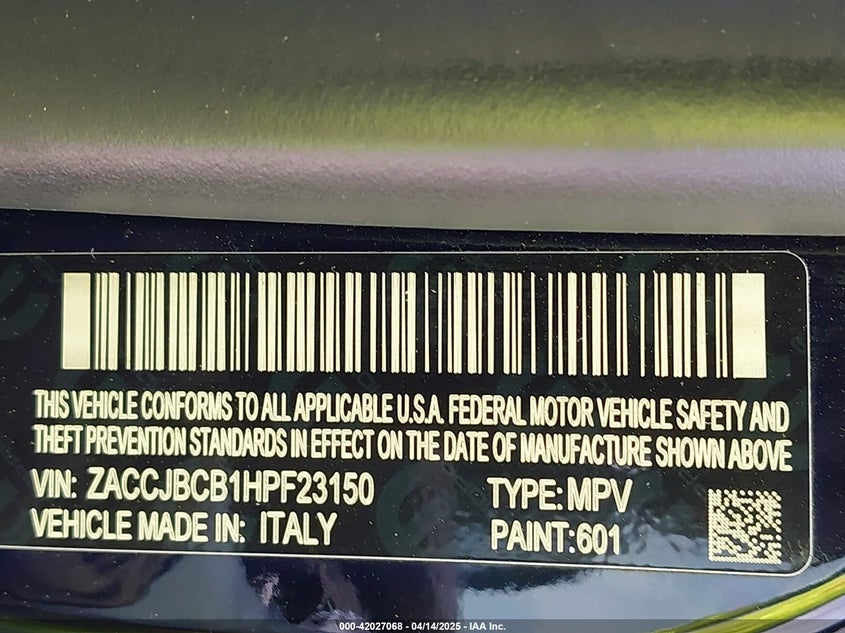 THIS VEHICLE CONFORMS TO ALL APPLICABLE U.S.A. FEDERAL MOTOR VEHICLE SAFETY AND
THEFT PREVENTION STANDARDS IN EFFECT ON THE DATE OF MANUFACTURE SHOWN ABOVE
VIN: ZACCJBCB1HPF23150 TYPE: MPV
VEHICLE MADE IN: ITALY PAINT:601
000-42027068 - 04/14/2025 - IAA Inc.